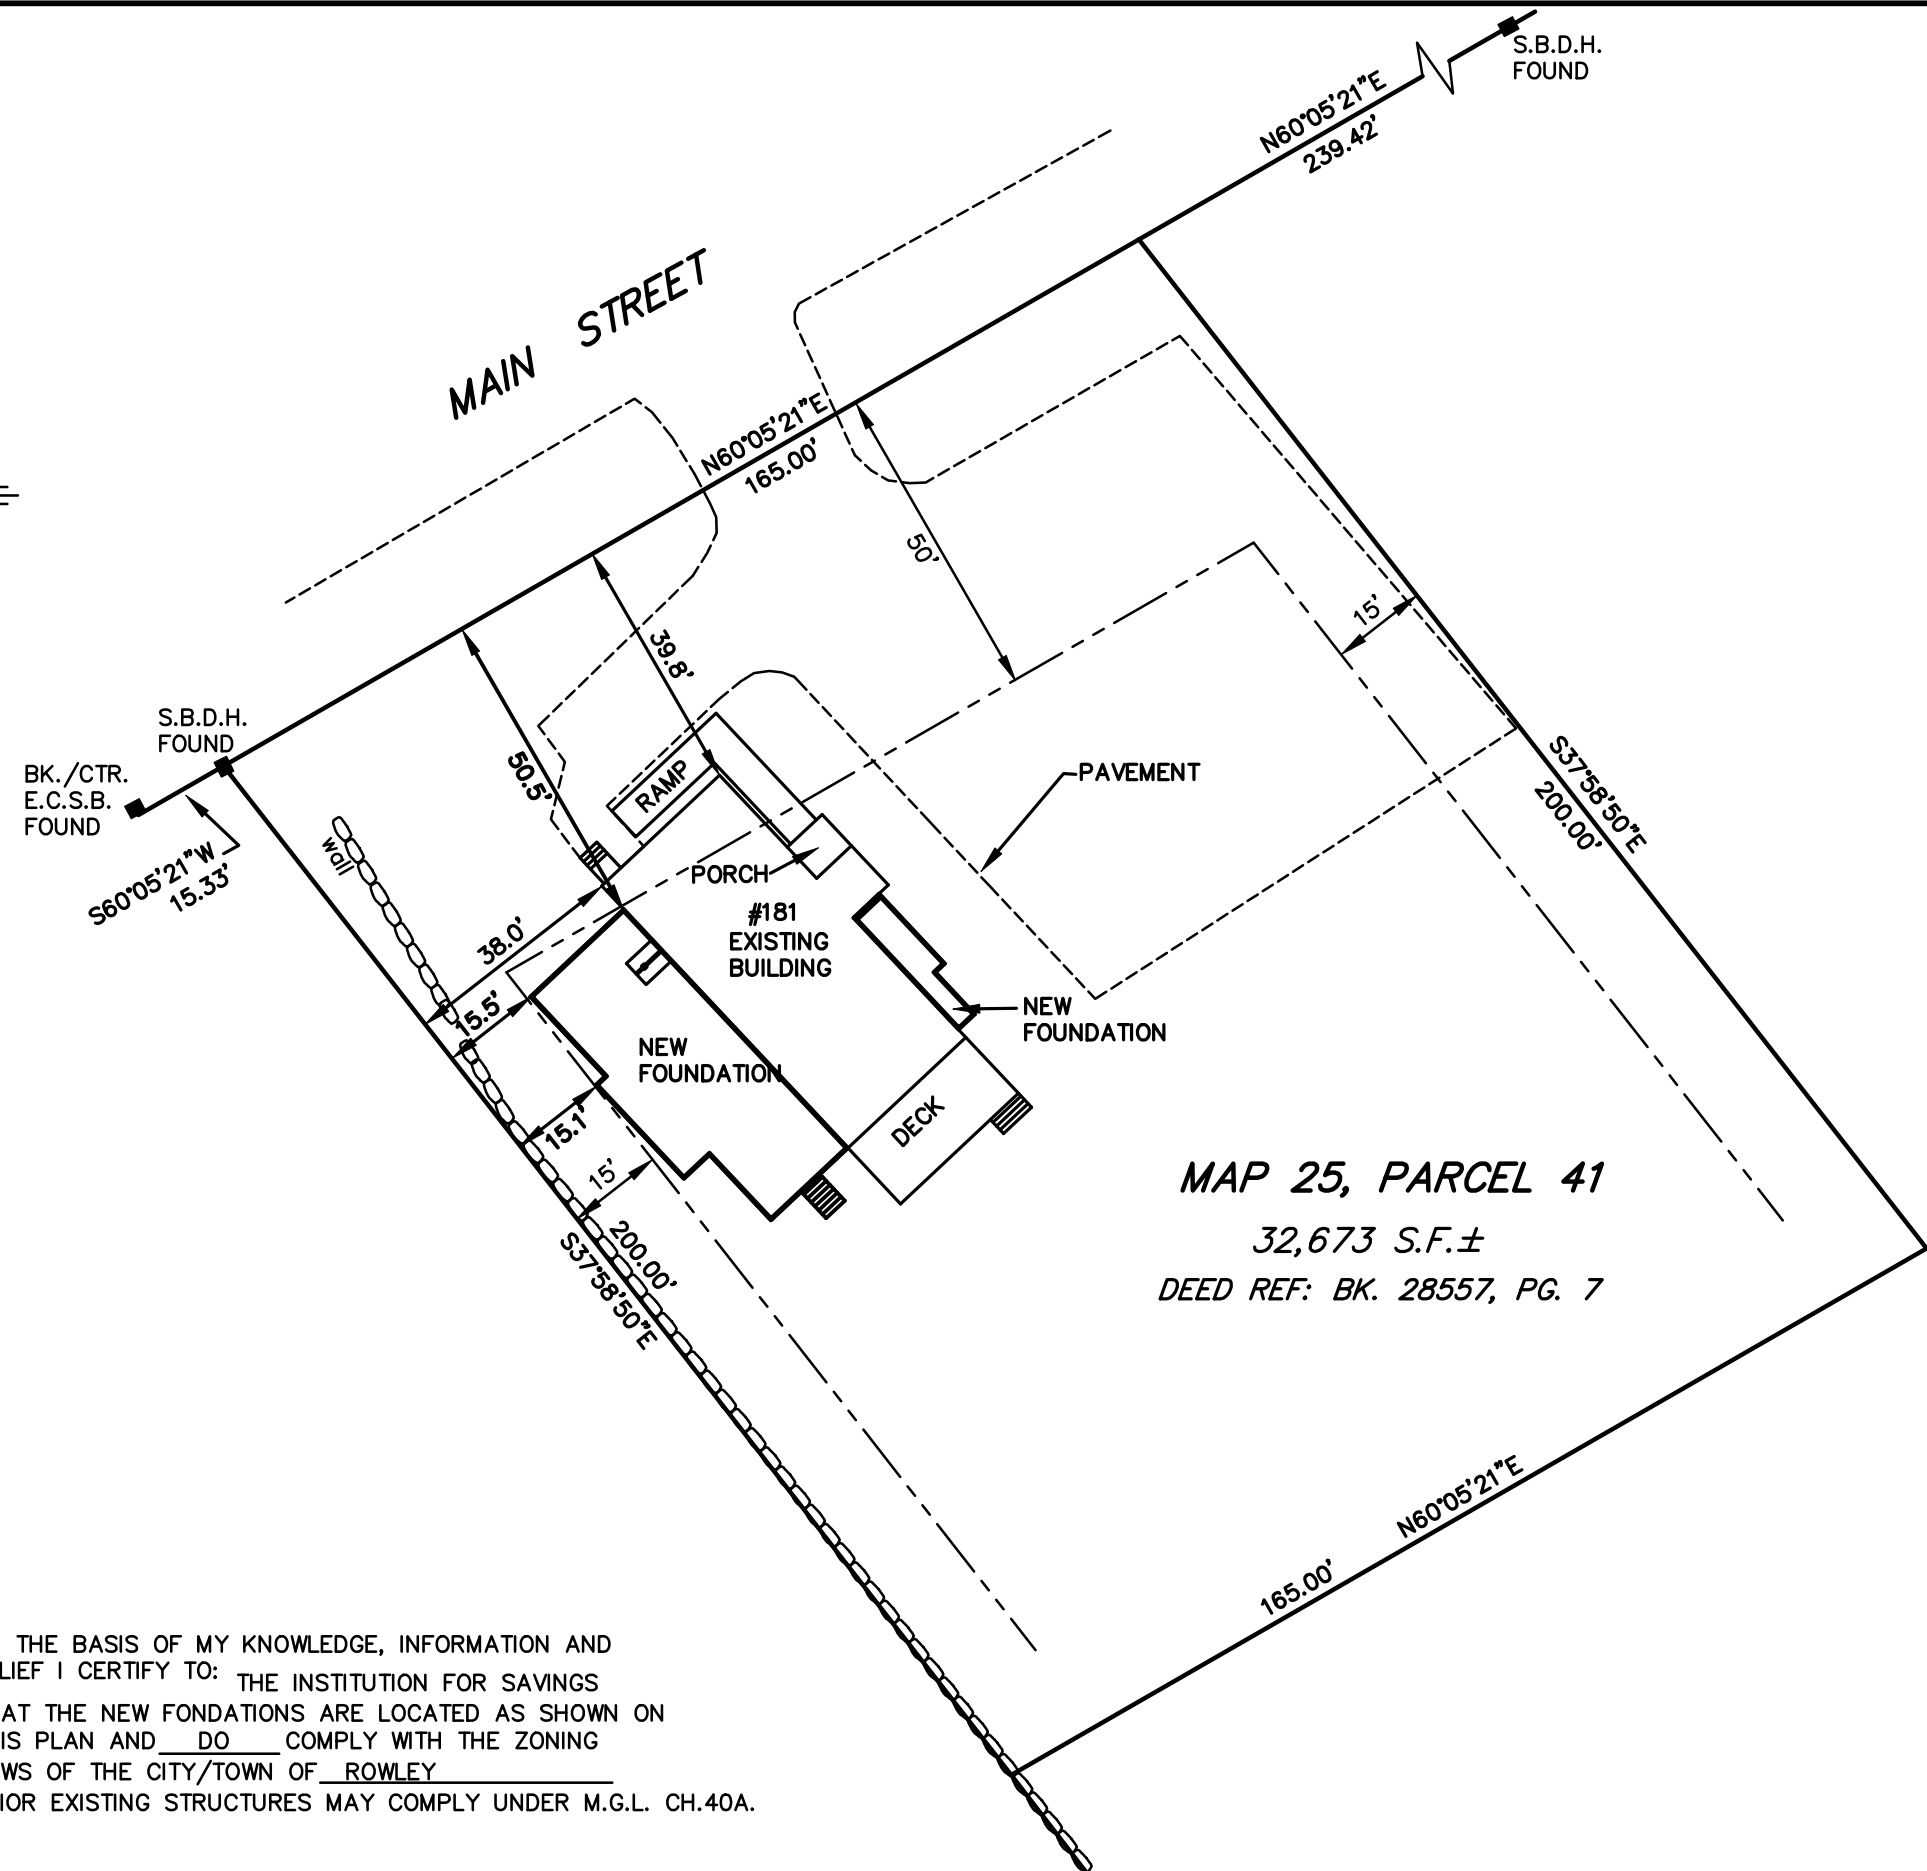 S.B.D.H.
FOUND
N60°05'21"E
239.42'
MAIN STREET
N60°05'21"E
165.00'
50'
15'
39.8'
50.5'
S.B.D.H.
FOUND
BK./CTR.
E.C.S.B.
FOUND
S60°05'21"W
15.33'
wall
RAMP
PAVEMENT
S37°58'50"E
200.00'
PORCH
#181
EXISTING
BUILDING
38.0'
15.5'
NEW
FOUNDATION
NEW
FOUNDATION
DECK
15.1'
15'
200.00'
S37°58'50"E
MAP 25, PARCEL 41
32,673 S.F.±
DEED REF: BK. 28557, PG. 7
N60°05'21"E
165.00'
THE BASIS OF MY KNOWLEDGE, INFORMATION AND
LIEF I CERTIFY TO: THE INSTITUTION FOR SAVINGS
AT THE NEW FONDATIONS ARE LOCATED AS SHOWN ON
IS PLAN AND DO COMPLY WITH THE ZONING
WS OF THE CITY/TOWN OF ROWLEY
IOR EXISTING STRUCTURES MAY COMPLY UNDER M.G.L. CH.40A.